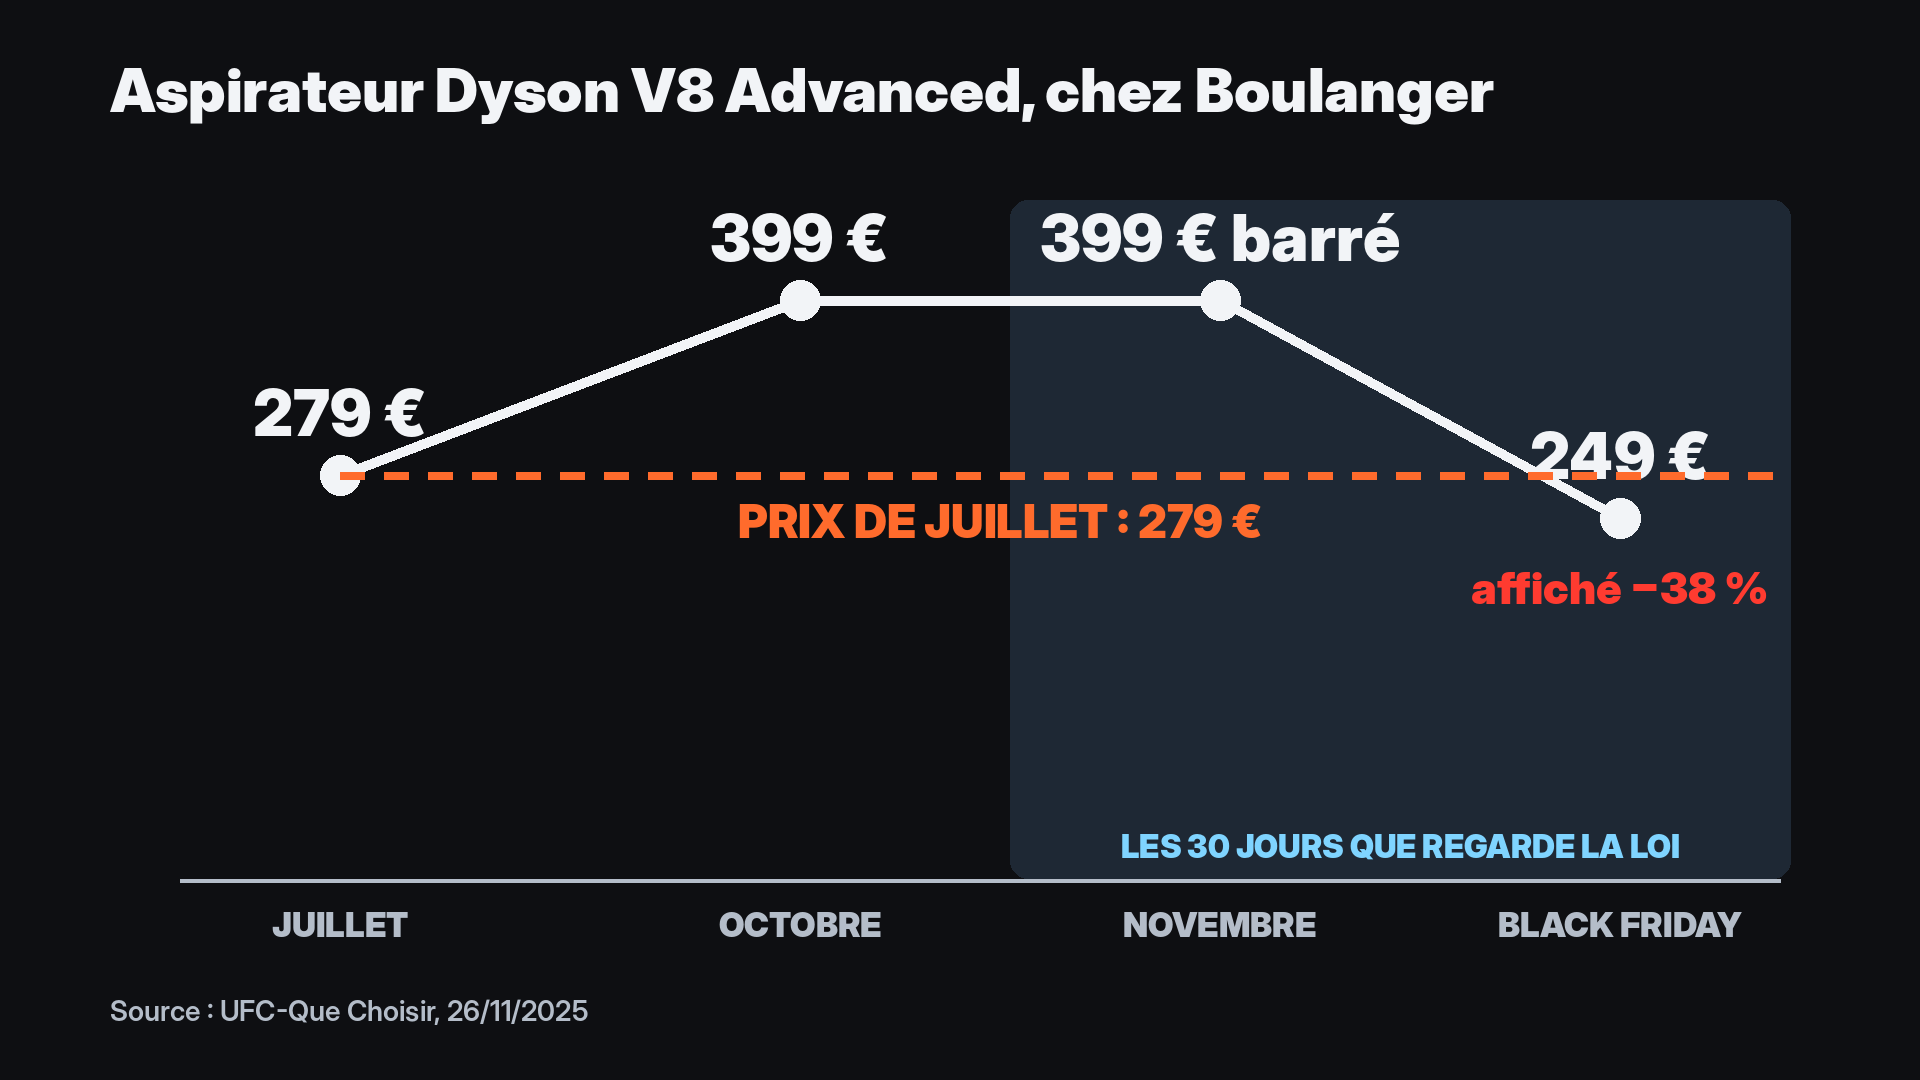 Aspirateur Dyson V8 Advanced, chez Boulanger
399 €
399 € barré
279 €
249 €
PRIX DE JUILLET : 279 €
affiché −38 %
LES 30 JOURS QUE REGARDE LA LOI
JUILLET
OCTOBRE
NOVEMBRE
BLACK FRIDAY
Source : UFC-Que Choisir, 26/11/2025